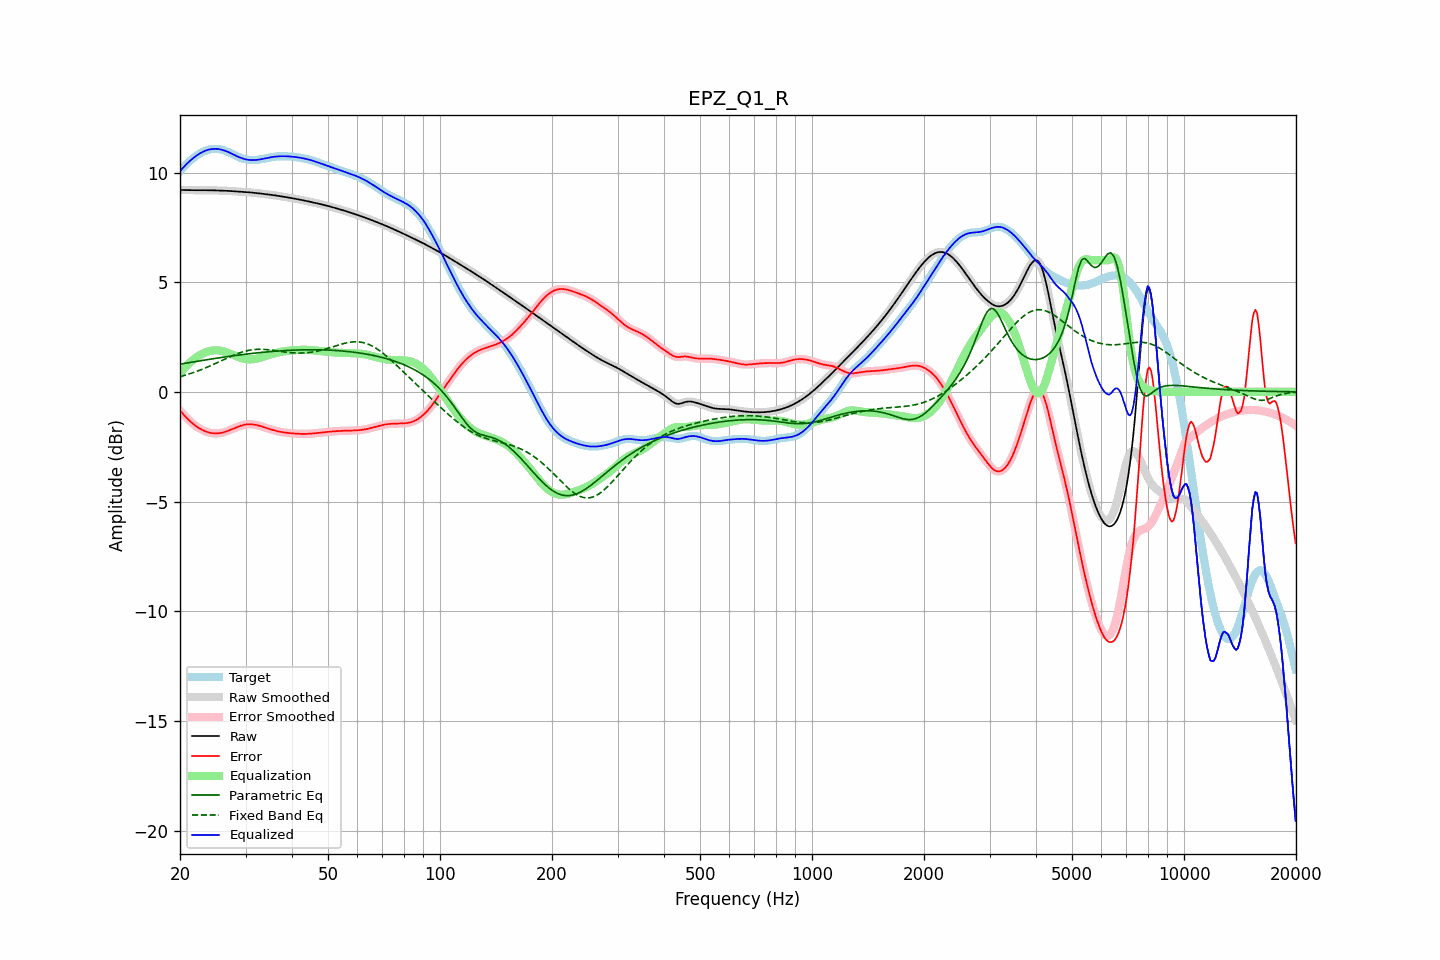 EPZ_Q1_R
Amplitude (dBr)
10
5
0
−5
−10
−15
−20
Target
Raw Smoothed
Error Smoothed
Raw
Error
Equalization
Parametric Eq
Fixed Band Eq
Equalized
20 50 100 200 500 1000 2000 5000 10000 20000
Frequency (Hz)